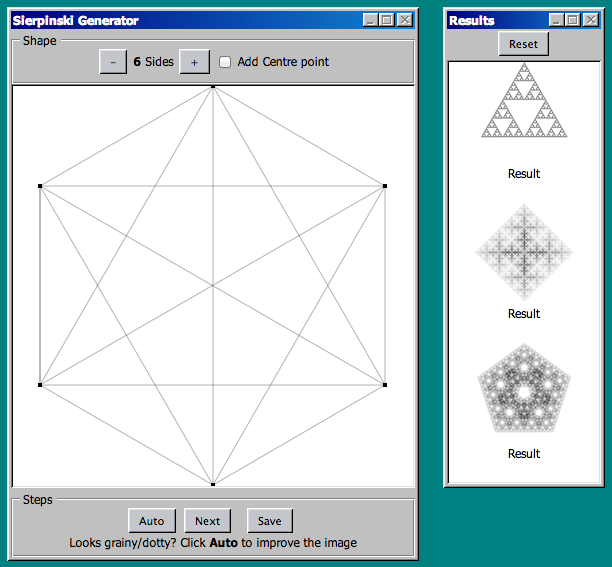 Sierpinski Generator
Shape
- 6 Sides + Add Centre point
Steps
Auto Next Save
Looks grainy/dotty? Click Auto to improve the image
Results
Reset
Result
Result
Result